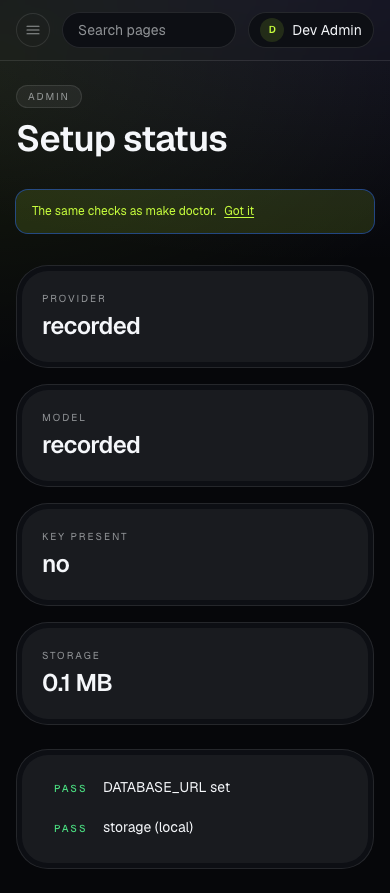 Search pages
D
Dev Admin
ADMIN
Setup status
The same checks as make doctor. Got it
PROVIDER
recorded
MODEL
recorded
KEY PRESENT
no
STORAGE
0.1 MB
PASS DATABASE_URL set
PASS storage (local)